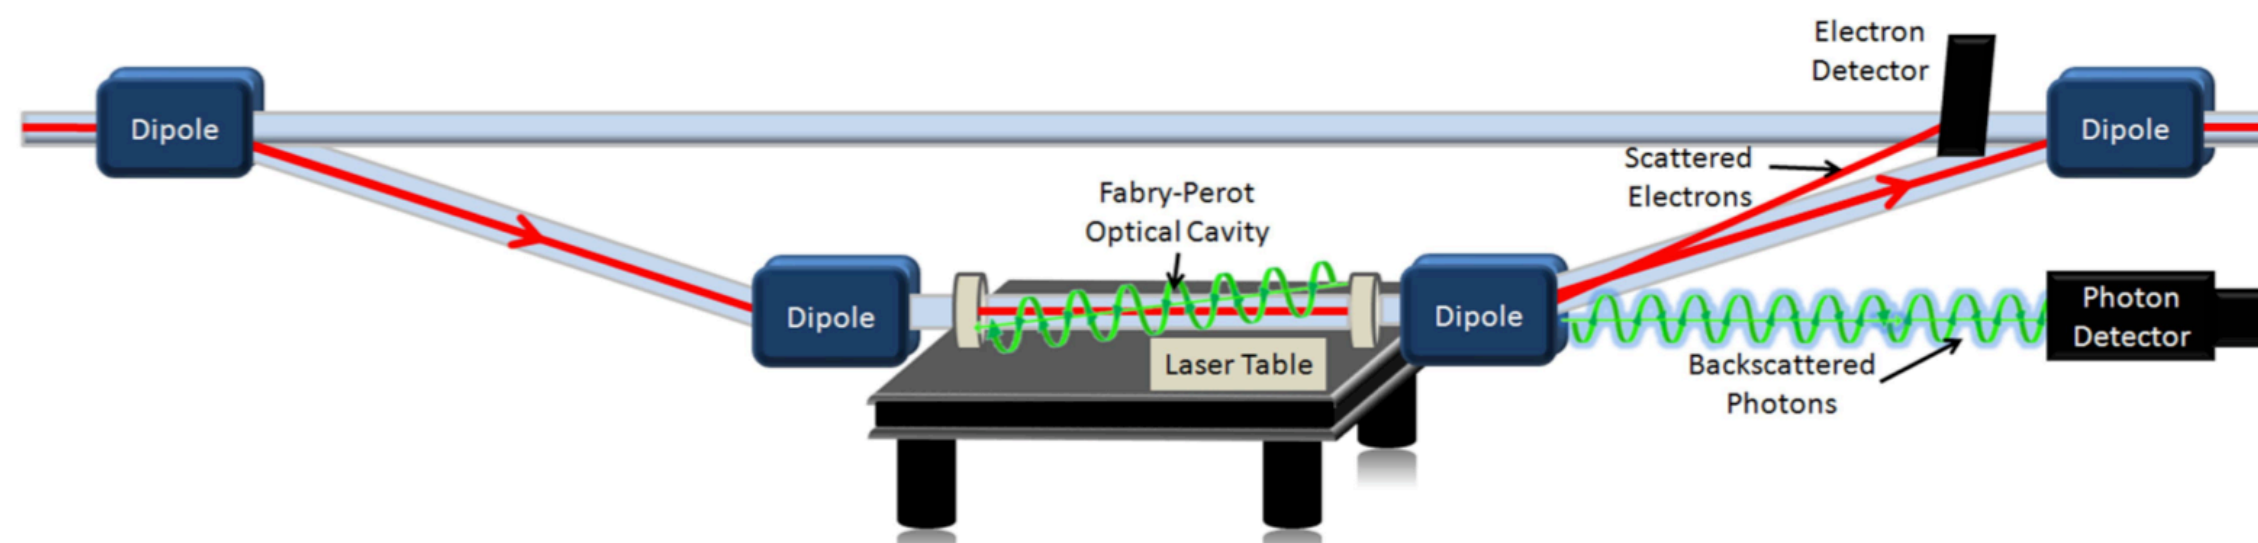 Electron
Detector
Dipole
Dipole
Scattered
Electrons
Fabry-Perot
Optical Cavity
Dipole
Dipole
Photon
Detector
Laser Table
Backscattered
Photons